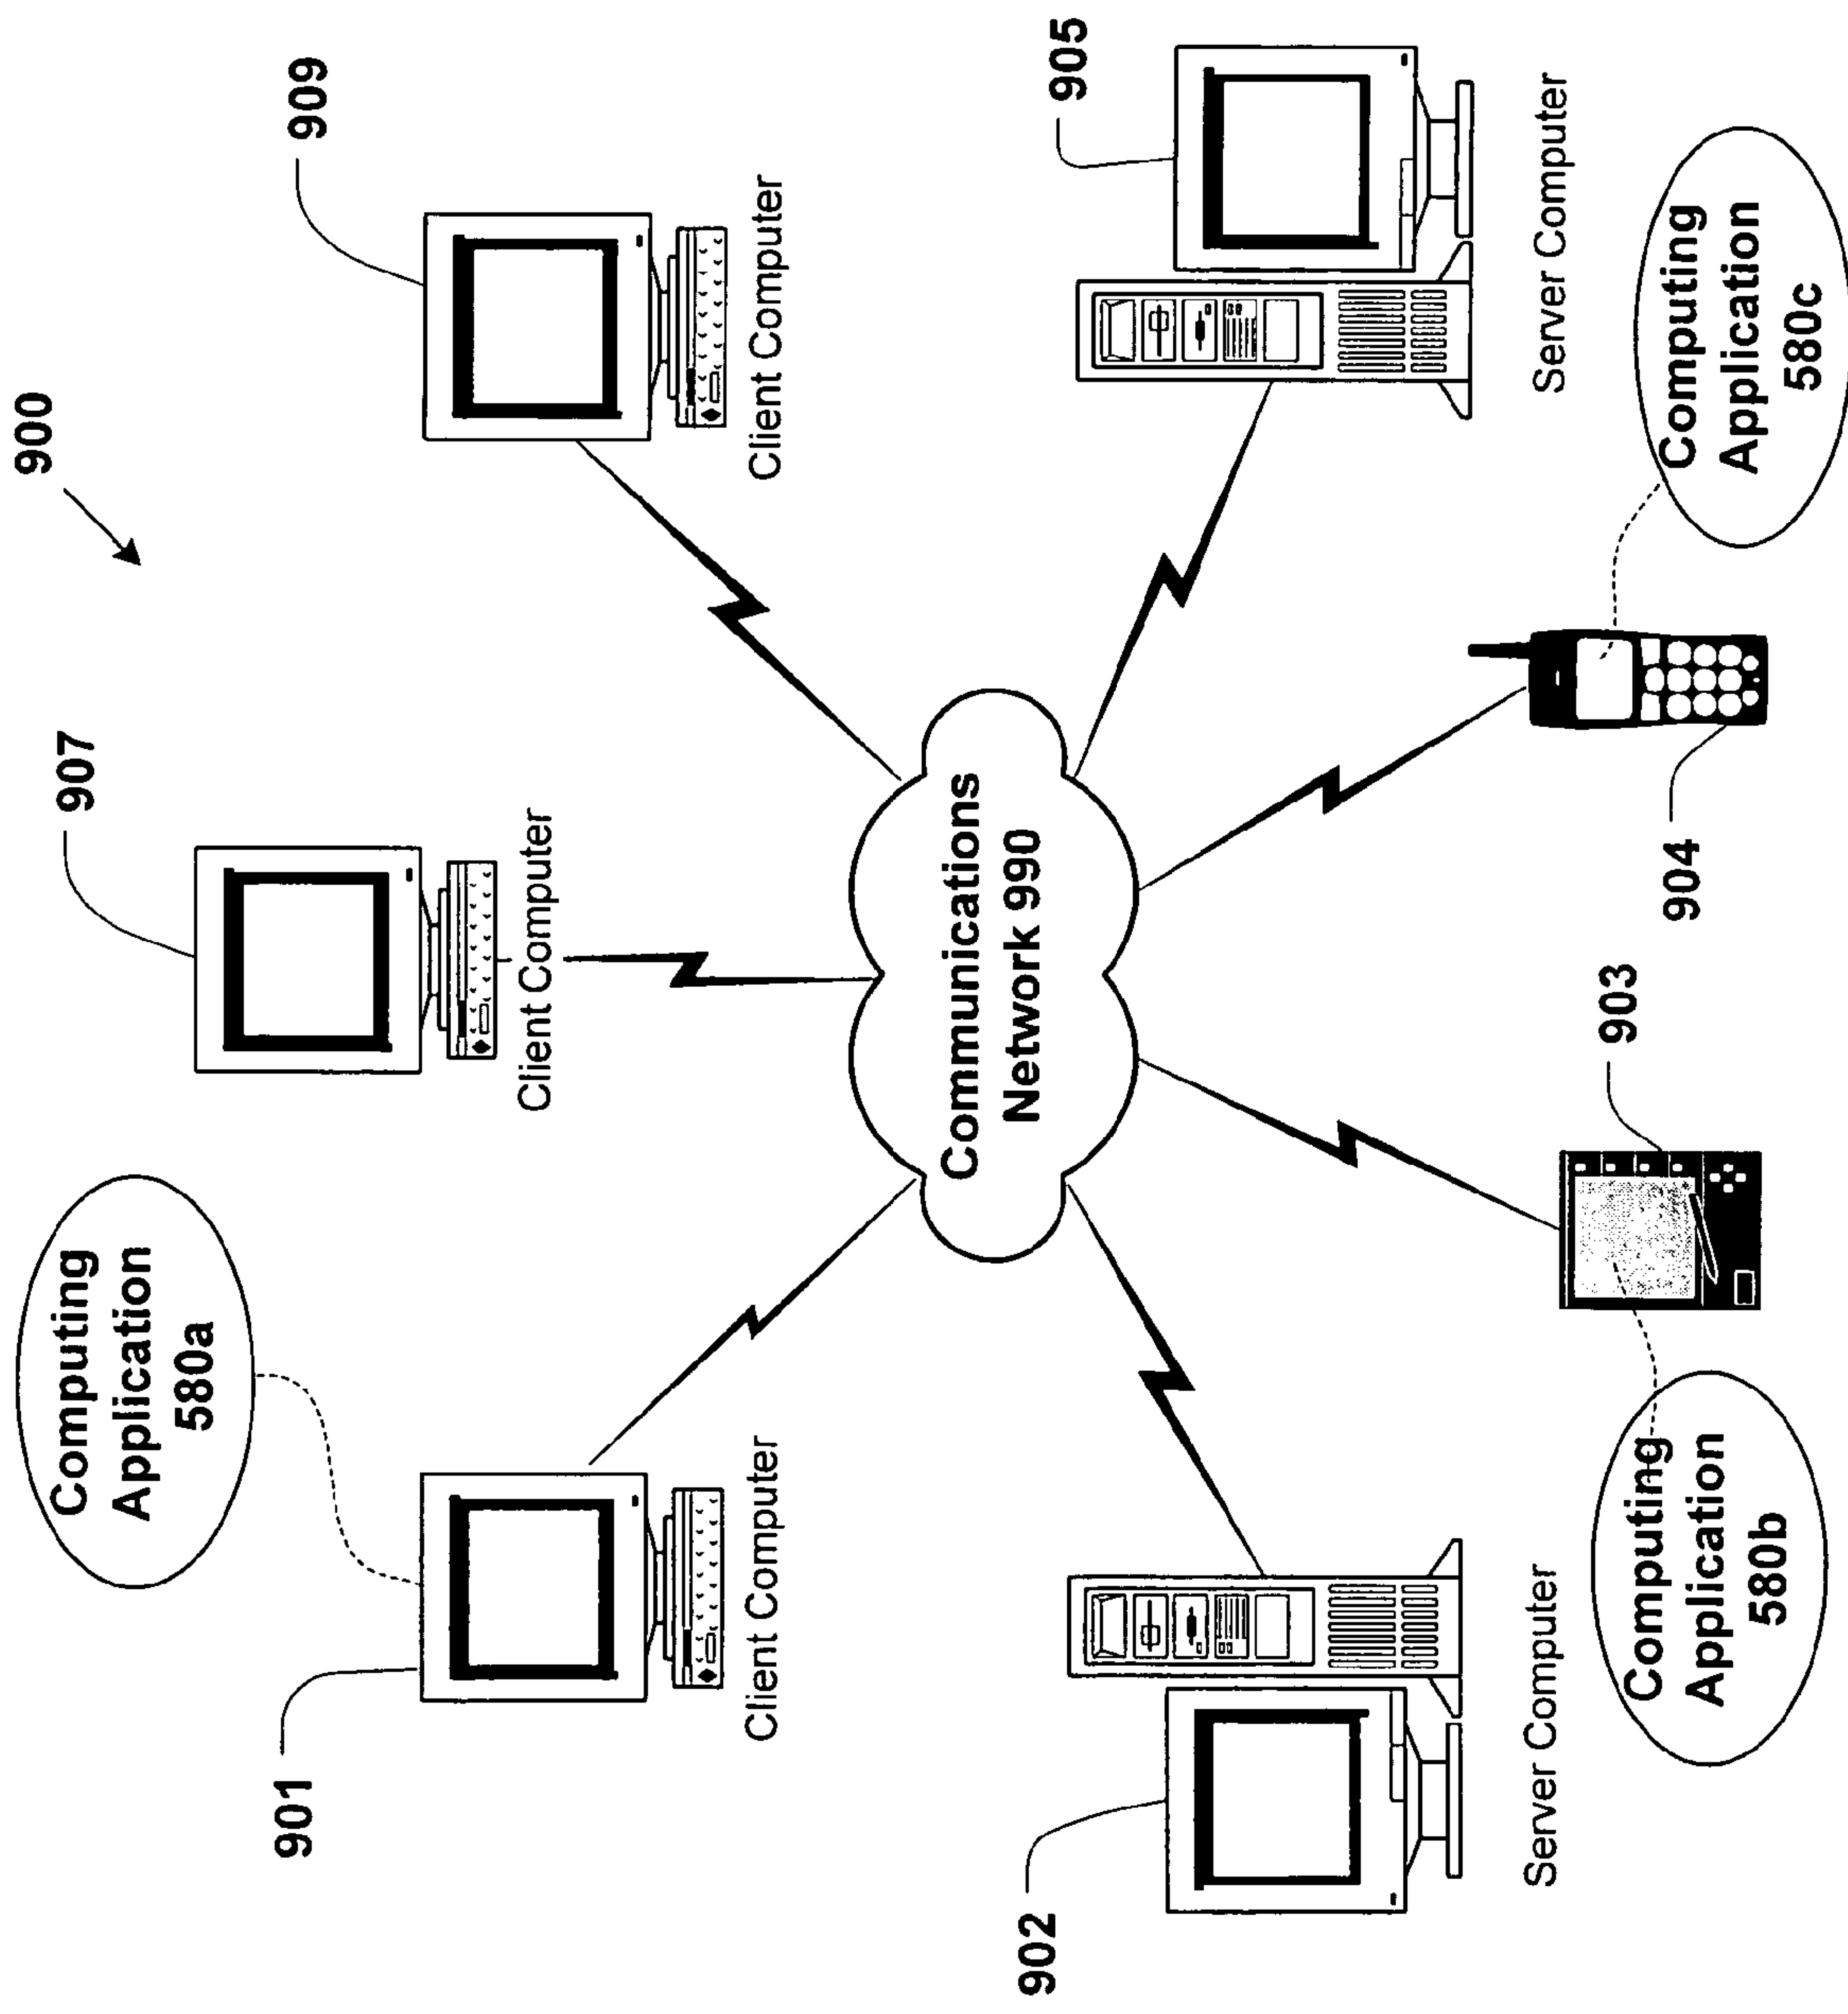 900
Computing
Application
580a
907
909
901
Client Computer
Client Computer
Client Computer
Communications
Network 990
902
905
Server Computer
Server Computer
903
904
Computing
Application
580b
Computing
Application
580c